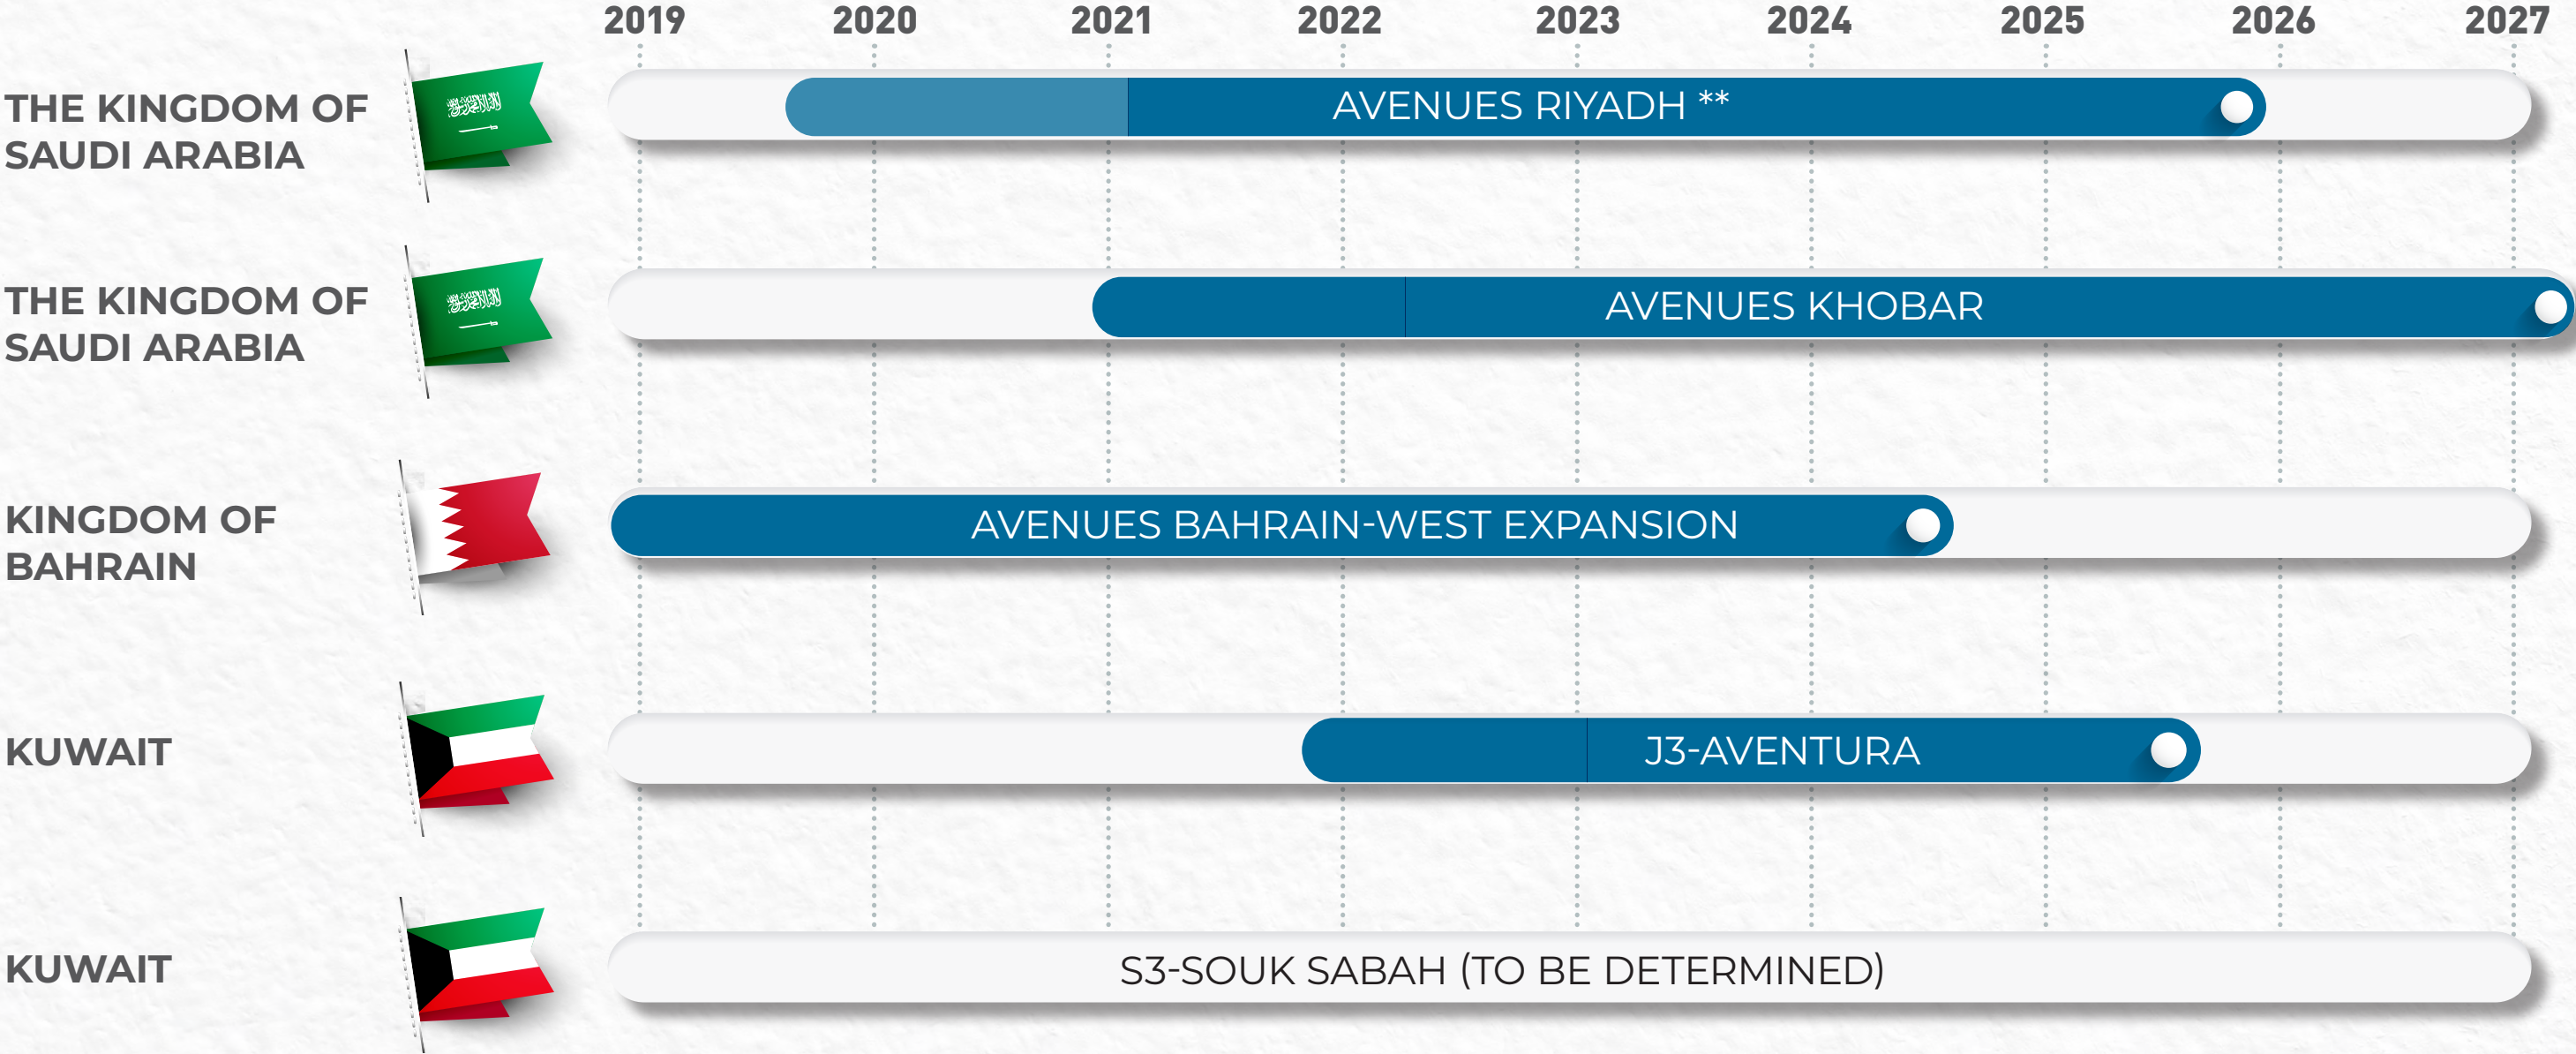 2019 2020 2021 2022 2023 2024 2025 2026 2027
THE KINGDOM OF
SAUDI ARABIA
AVENUES RIYADH **
THE KINGDOM OF
SAUDI ARABIA
AVENUES KHOBAR
KINGDOM OF
BAHRAIN
AVENUES BAHRAIN-WEST EXPANSION
KUWAIT
J3-AVENTURA
KUWAIT
S3-SOUK SABAH (TO BE DETERMINED)